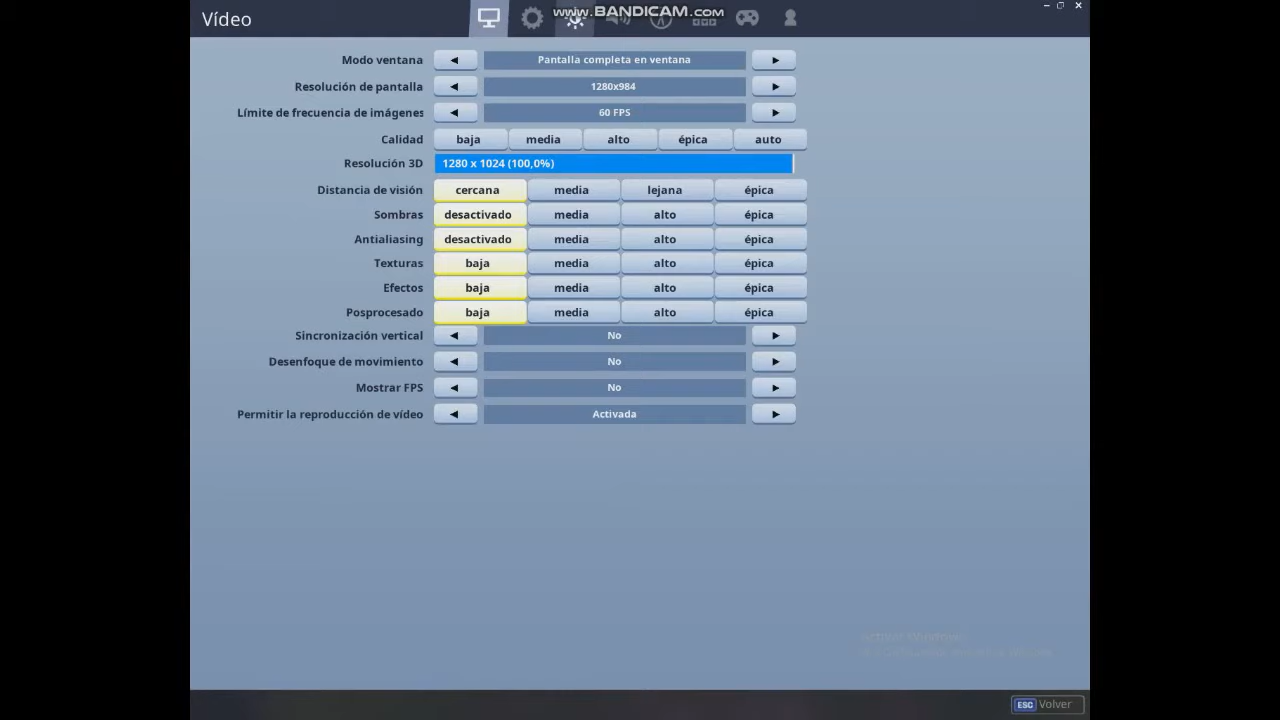 Vídeo
www.BANDICAM.com
Modo ventana Pantalla completa en ventana
Resolución de pantalla 1280x984
Límite de frecuencia de imágenes 60 FPS
Calidad baja media alto épica auto
Resolución 3D 1280 x 1024 (100,0%)
Distancia de visión cercana media lejana épica
Sombras desactivado media alto épica
Antialiasing desactivado media alto épica
Texturas baja media alto épica
Efectos baja media alto épica
Posprocesado baja media alto épica
Sincronización vertical No
Desenfoque de movimiento No
Mostrar FPS No
Permitir la reproducción de vídeo Activada
Activar Windows
ESC Volver